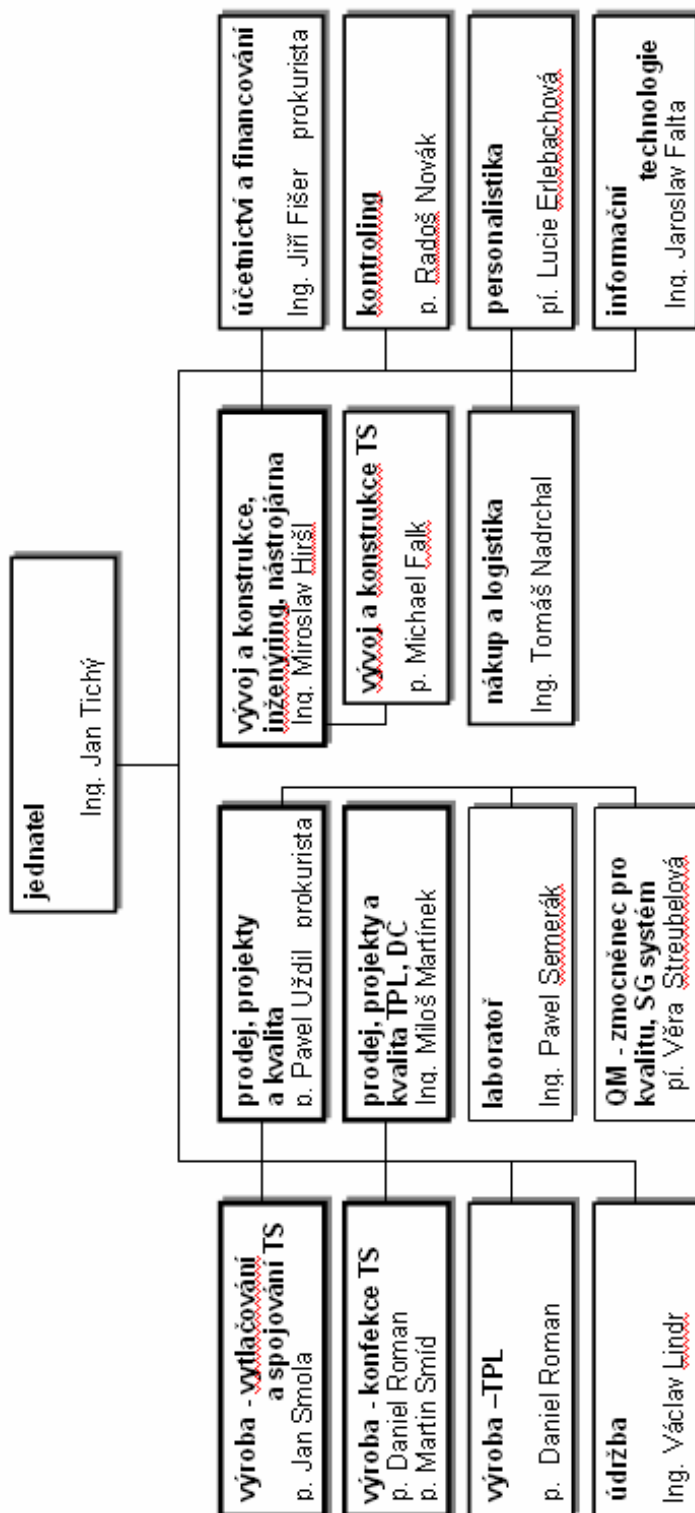 jednatel
Ing. Jan Tichý
výroba - vytlačování
a spojování TS
p. Jan Smola
výroba - konfekce TS
p. Daniel Roman
p. Martin Smíd
výroba –TPL
p. Daniel Roman
údržba
Ing. Václav Lindr
prodej, projekty
a kvalita
p. Pavel Uždil prokurista
prodej, projekty a
kvalita TPL, DC
Ing. Miloš Martínek
laboratoř
Ing. Pavel Semerák
QM - zmocněnec pro
kvalitu, SG systém
pí. Věra Streubelová
vývoj a konstrukce,
inženýring, nástrojárna
Ing. Miroslav Hiršl
vývoj a konstrukce TS
p. Michael Falk
nákup a logistika
Ing. Tomáš Nadrchal
účetnictví a financování
Ing. Jiří Fišer prokurista
kontroling
p. Radoš Novák
personalistika
pí. Lucie Erlebachová
informační
technologie
Ing. Jaroslav Falta